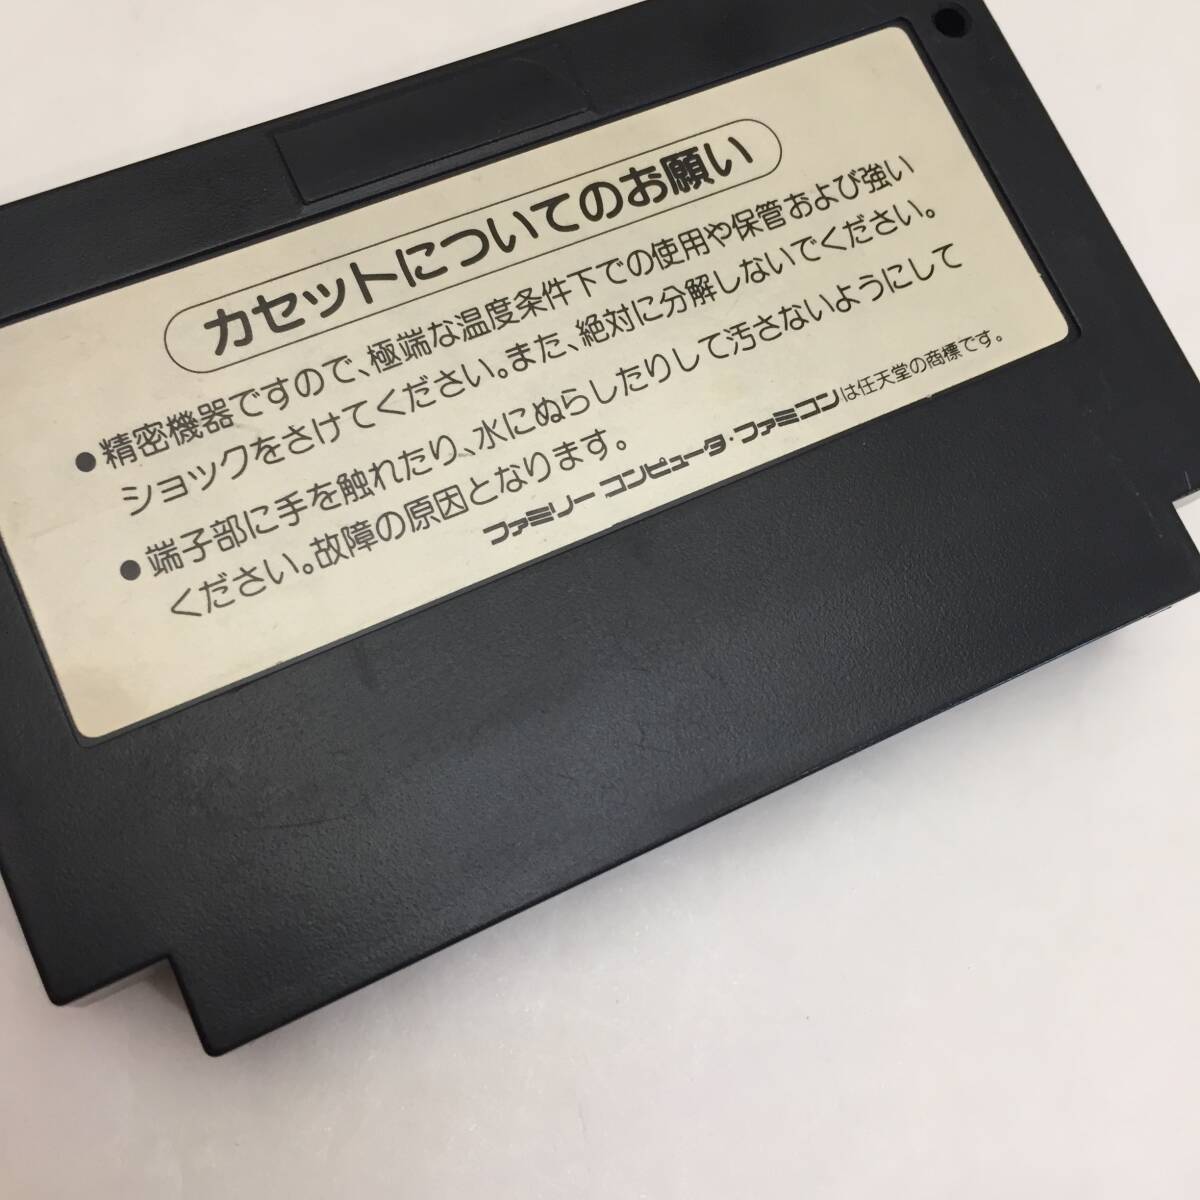 カセットについてのお願い
●精密機器ですので、極端な温度条件下での使用や保管および強い
ショックをさけてください。また、絶対に分解しないでください。
●端子部に手を触れたり、水にぬらしたりして汚さないようにして
ください。故障の原因となります。
ファミリー コンピュータ・ファミコンは任天堂の商標です。